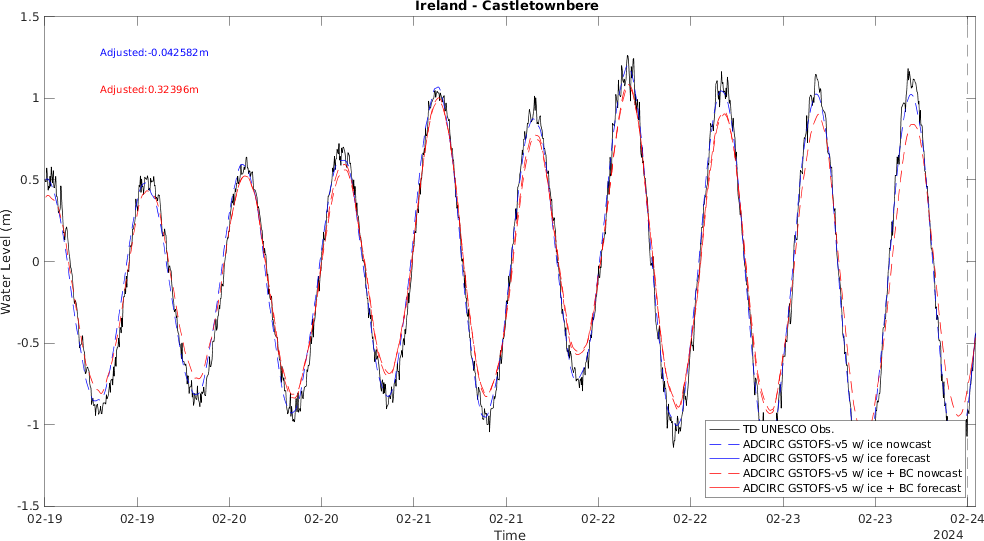 Ireland - Castletownbere
1.5
Adjusted:-0.042582m
Adjusted:0.32396m
1
0.5
0
-0.5
-1
-1.5
Water Level (m)
TD UNESCO Obs.
ADCIRC GSTOFS-v5 w/ ice nowcast
ADCIRC GSTOFS-v5 w/ ice forecast
ADCIRC GSTOFS-v5 w/ ice + BC nowcast
ADCIRC GSTOFS-v5 w/ ice + BC forecast
02-19 02-19 02-20 02-20 02-21 02-21 02-22 02-22 02-23 02-23 02-24
Time
2024